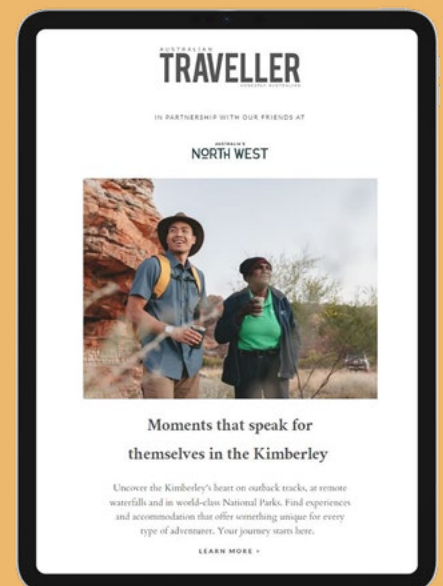 AUSTRALIAN
TRAVELLER
HONESTLY AUSTRALIAN
IN PARTNERSHIP WITH OUR FRIENDS AT
AUSTRALIA'S
NORTH WEST
Moments that speak for
themselves in the Kimberley
Uncover the Kimberley's heart on outback tracks, at remote
waterfalls and in world-class National Parks. Find experiences
and accommodation that offer something unique for every
type of adventurer. Your journey starts here.
LEARN MORE >